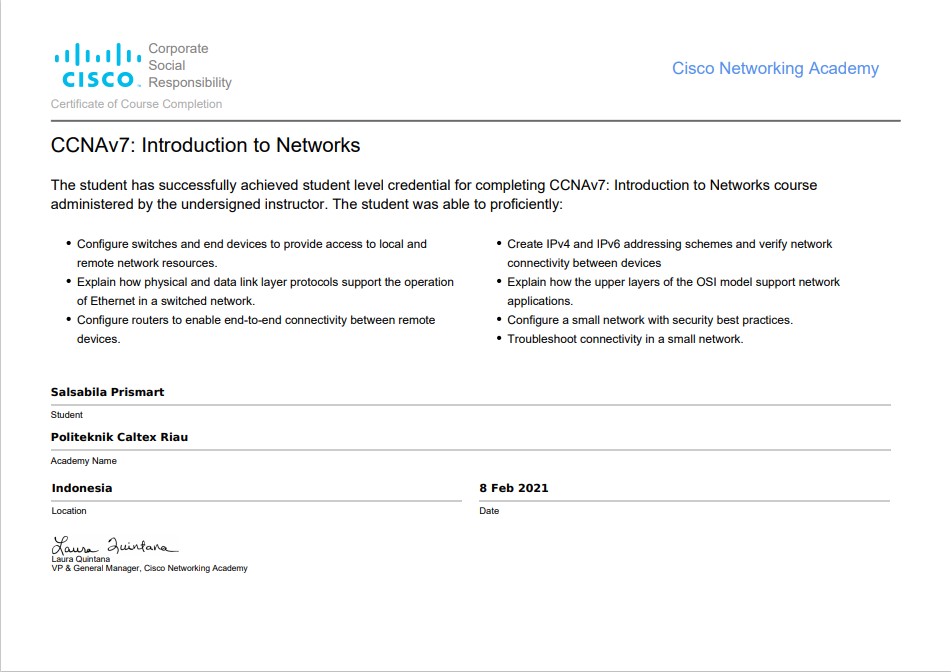 Corporate
Social
Responsibility
CISCO
Cisco Networking Academy
Certificate of Course Completion
CCNAv7: Introduction to Networks
The student has successfully achieved student level credential for completing CCNAv7: Introduction to Networks course
administered by the undersigned instructor. The student was able to proficiently:
• Configure switches and end devices to provide access to local and
remote network resources.
• Explain how physical and data link layer protocols support the operation
of Ethernet in a switched network.
• Configure routers to enable end-to-end connectivity between remote
devices.
• Create IPv4 and IPv6 addressing schemes and verify network
connectivity between devices
• Explain how the upper layers of the OSI model support network
applications.
• Configure a small network with security best practices.
• Troubleshoot connectivity in a small network.
Salsabila Prismart
Student
Politeknik Caltex Riau
Academy Name
Indonesia
Location
8 Feb 2021
Date
Laura Quintana
Laura Quintana
VP & General Manager, Cisco Networking Academy